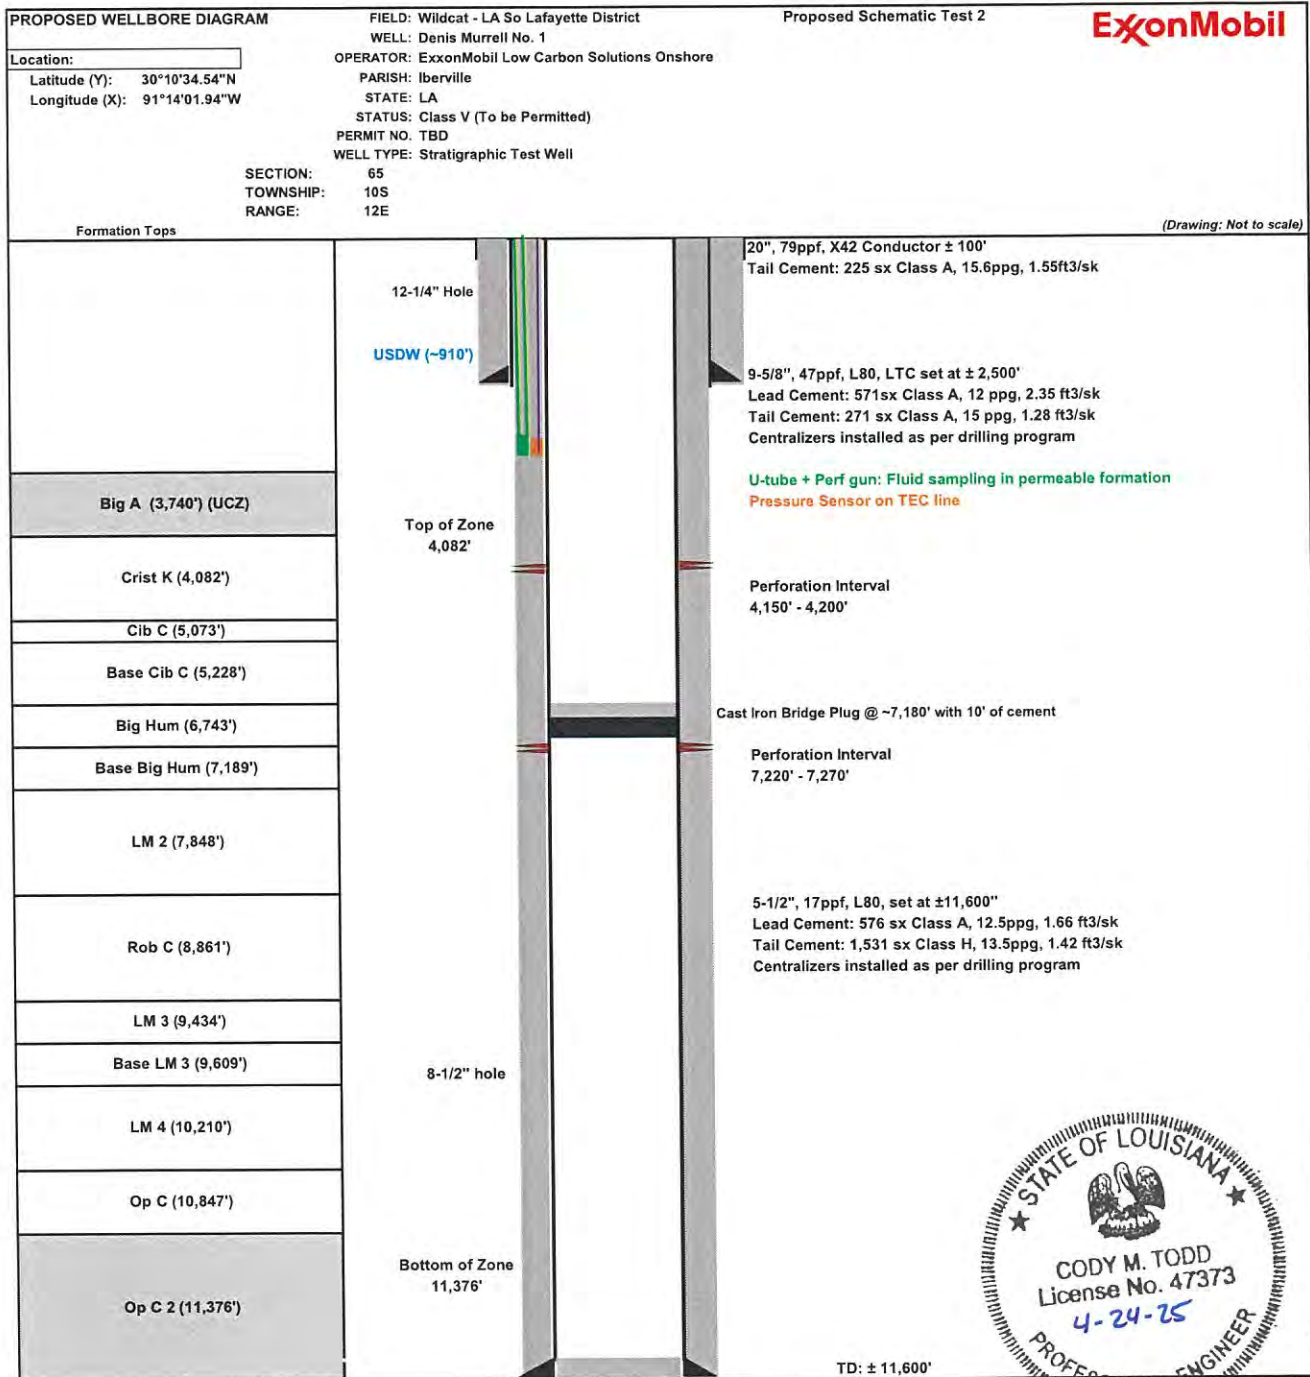 PROPOSED WELLBORE DIAGRAM
FIELD: Wildcat - LA So Lafayette District
Proposed Schematic Test 2
ExxonMobil
WELL: Denis Murrell No. 1
Location:
OPERATOR: ExxonMobil Low Carbon Solutions Onshore
Latitude (Y): 30°10'34.54"N
PARISH: Iberville
Longitude (X): 91°14'01.94"W
STATE: LA
STATUS: Class V (To be Permitted)
PERMIT NO. TBD
WELL TYPE: Stratigraphic Test Well
SECTION: 65
TOWNSHIP: 10S
RANGE: 12E
Formation Tops
(Drawing: Not to scale)
20", 79ppf, X42 Conductor ± 100'
Tail Cement: 225 sx Class A, 15.6ppg, 1.55ft3/sk
12-1/4" Hole
USDW (~910')
9-5/8", 47ppf, L80, LTC set at ± 2,500'
Lead Cement: 571sx Class A, 12 ppg, 2.35 ft3/sk
Tail Cement: 271 sx Class A, 15 ppg, 1.28 ft3/sk
Centralizers installed as per drilling program
U-tube + Perf gun: Fluid sampling in permeable formation
Pressure Sensor on TEC line
Big A (3,740') (UCZ)
Top of Zone
4,082'
Crist K (4,082')
Perforation Interval
4,150' - 4,200'
Cib C (5,073')
Base Cib C (5,228')
Big Hum (6,743')
Cast Iron Bridge Plug @ ~7,180' with 10' of cement
Base Big Hum (7,189')
Perforation Interval
7,220' - 7,270'
LM 2 (7,848')
5-1/2", 17ppf, L80, set at ±11,600"
Lead Cement: 576 sx Class A, 12.5ppg, 1.66 ft3/sk
Tail Cement: 1,531 sx Class H, 13.5ppg, 1.42 ft3/sk
Centralizers installed as per drilling program
Rob C (8,861')
LM 3 (9,434')
Base LM 3 (9,609')
8-1/2" hole
LM 4 (10,210')
Op C (10,847')
Bottom of Zone
11,376'
Op C 2 (11,376')
STATE OF LOUISIANA
CODY M. TODD
License No. 47373
4-24-25
TD: ± 11,600'